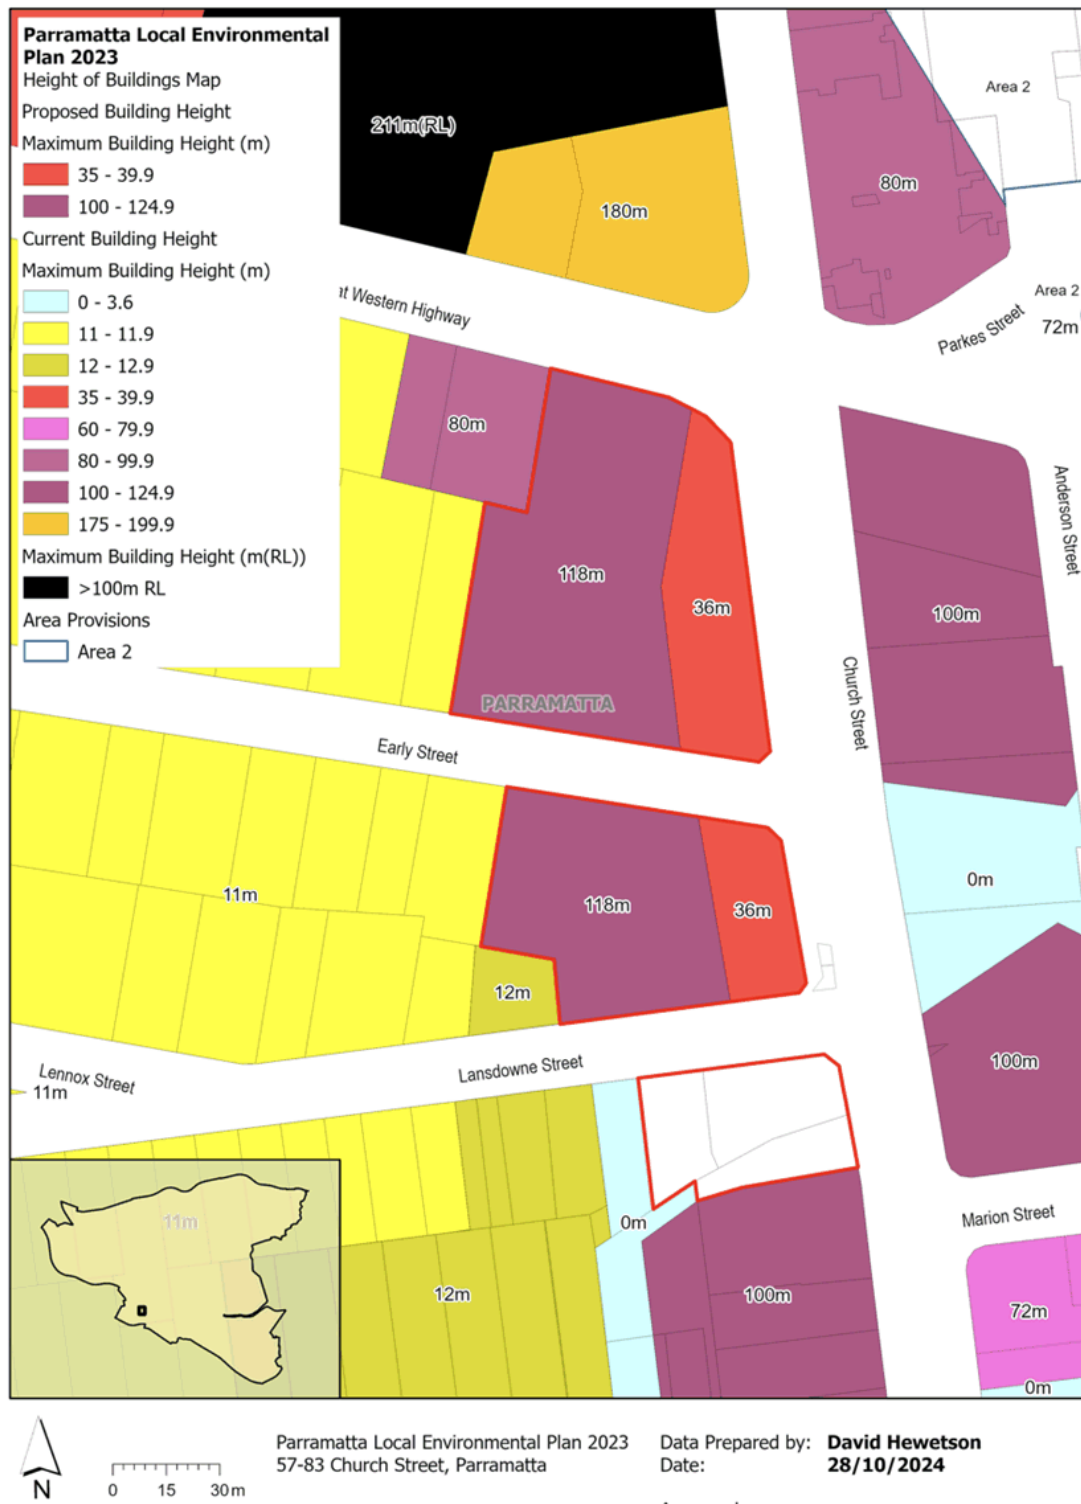 Parramatta Local Environmental
Plan 2023
Height of Buildings Map
Proposed Building Height
Maximum Building Height (m)
35 - 39.9
100 - 124.9
Current Building Height
Maximum Building Height (m)
0 - 3.6
11 - 11.9
12 - 12.9
35 - 39.9
60 - 79.9
80 - 99.9
100 - 124.9
175 - 199.9
Maximum Building Height (m(RL))
>100m RL
Area Provisions
Area 2
211m(RL)
180m
80m
Area 2
Area 2
72m
Parkes Street
Western Highway
80m
118m
36m
PARRAMATTA
100m
Anderson Street
Church Street
Early Street
11m
118m
36m
0m
12m
100m
Lennox Street
11m
Lansdowne Street
0m
Marion Street
11m
12m
100m
72m
0m
N
0 15 30 m
Parramatta Local Environmental Plan 2023
57-83 Church Street, Parramatta
Data Prepared by: David Hewetson
Date: 28/10/2024